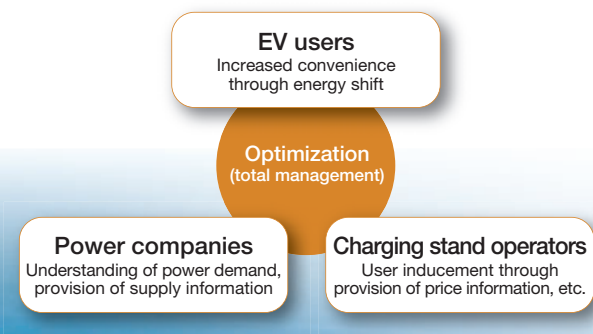 EV users
Increased convenience
through energy shift
Optimization
(total management)
Power companies
Understanding of power demand,
provision of supply information
Charging stand operators
User inducement through
provision of price information, etc.